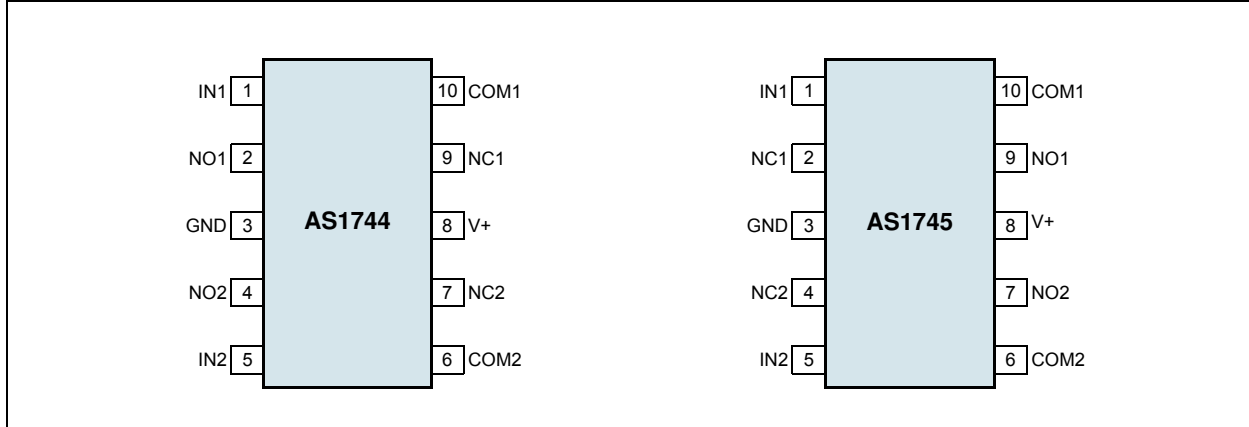 IN1 1 10 COM1
NO1 2 9 NC1
GND 3 AS1744 8 V+
NO2 4 7 NC2
IN2 5 6 COM2
IN1 1 10 COM1
NC1 2 9 NO1
GND 3 AS1745 8 V+
NC2 4 7 NO2
IN2 5 6 COM2